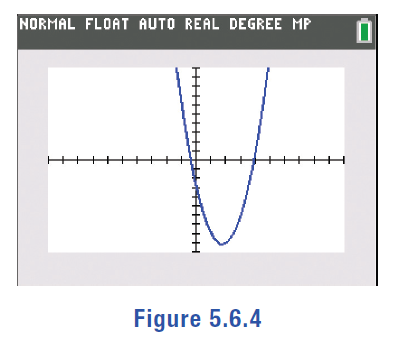 NORMAL FLOAT AUTO REAL DEGREE MP
Figure 5.6.4